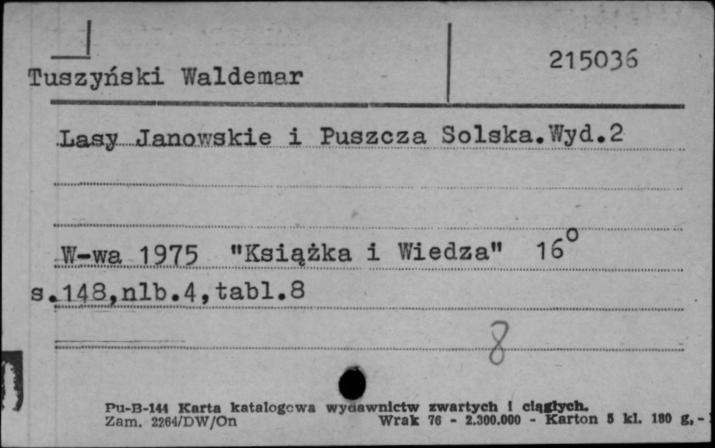 215036
Tuszyński Waldemar
Lasy Janowskie i Puszcza Solska.Wyd.2
W-wa 1975 "Książka i Wiedza" 16°
s.148,nlb.4,tabl.8
8
Pu-B-144 Karta katalogowa wydawnictw zwartych i ciągłych.
Zam. 2264/DW/On Wrak 76 - 2.300.000 - Karton 5 kl. 180 g, -